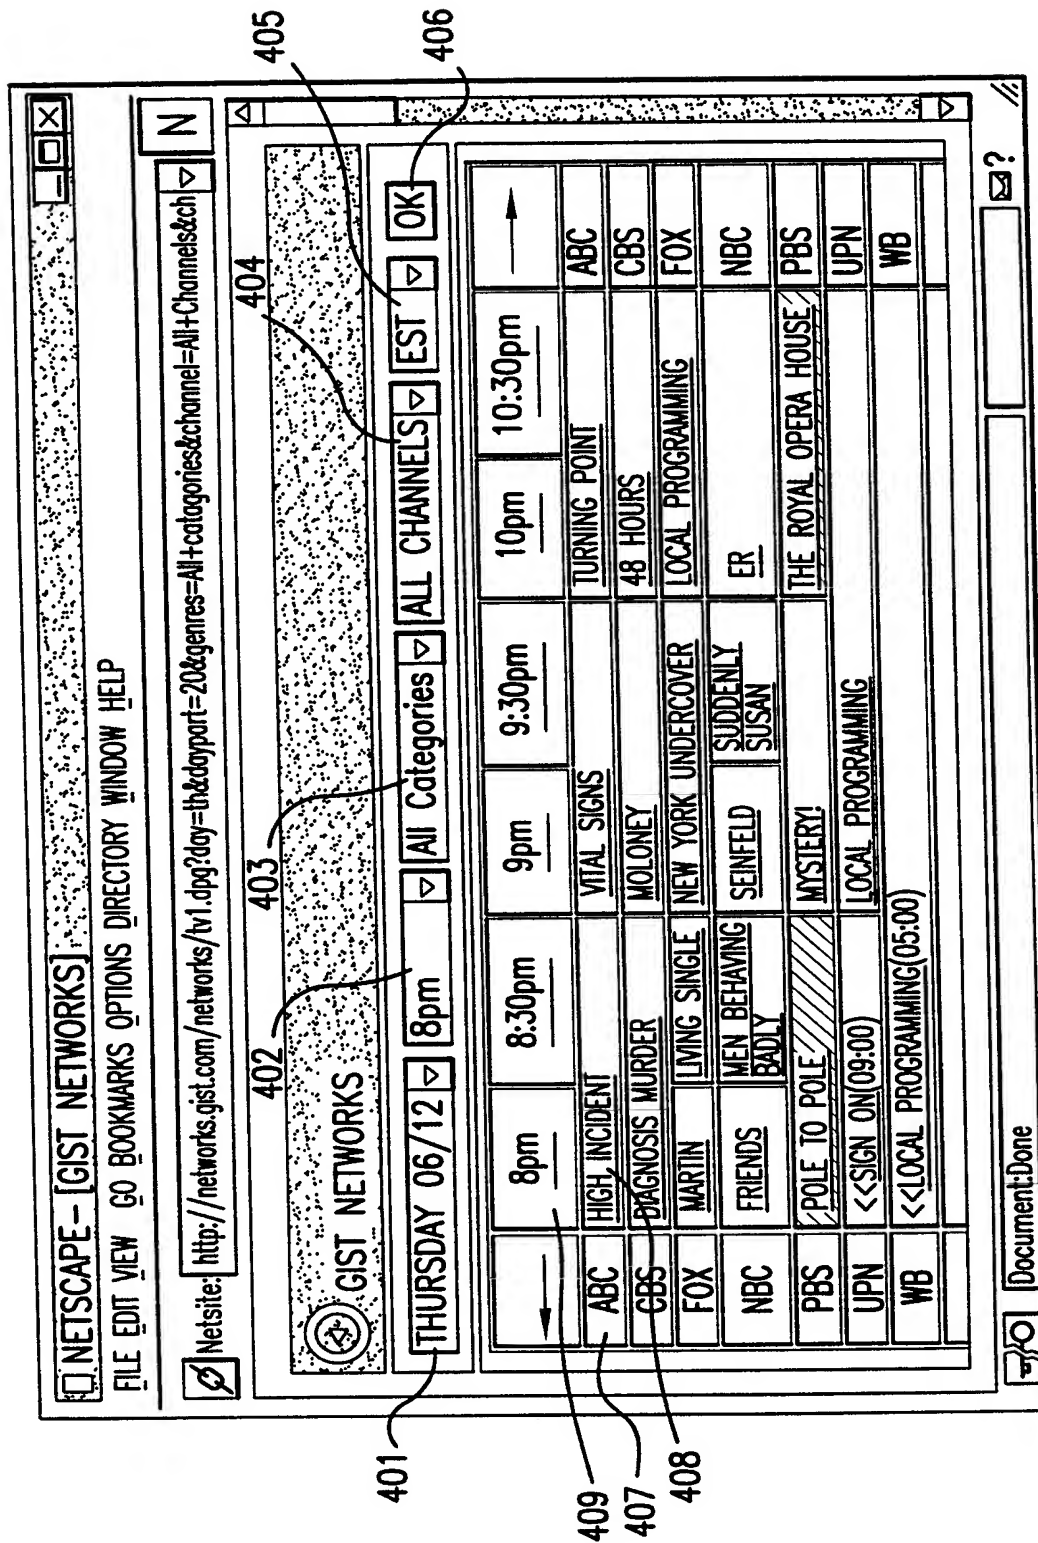 NETSCAPE-[GIST NETWORKS]
FILE EDIT VIEW GO BOOKMARKS OPTIONS DIRECTORY WINDOW HELP
Netsite: http://networks.gist.com/networks/tv1.dpg?day=th&daypart=20&genres=All+catagories&channel=All+Channels&ch
N
GIST NETWORKS
402
403
404
405
406
401
THURSDAY 06/12 8pm All Categories ALL CHANNELS EST OK
8pm 8:30pm 9pm 9:30pm 10pm 10:30pm
ABC HIGH INCIDENT VITAL SIGNS TURNING POINT ABC
CBS DIAGNOSIS MURDER MOLONEY 48 HOURS CBS
FOX MARTIN LIVING SINGLE NEW YORK UNDERCOVER LOCAL PROGRAMMING FOX
NBC FRIENDS MEN BEHAVING BADLY SEINFELD SUDDENLY SUSAN ER NBC
PBS POLE TO POLE MYSTERY! THE ROYAL OPERA HOUSE PBS
UPN <<SIGN ON(09:00) LOCAL PROGRAMMING UPN
WB <<LOCAL PROGRAMMING(05:00) WB
409
407
408
Document:Done
?